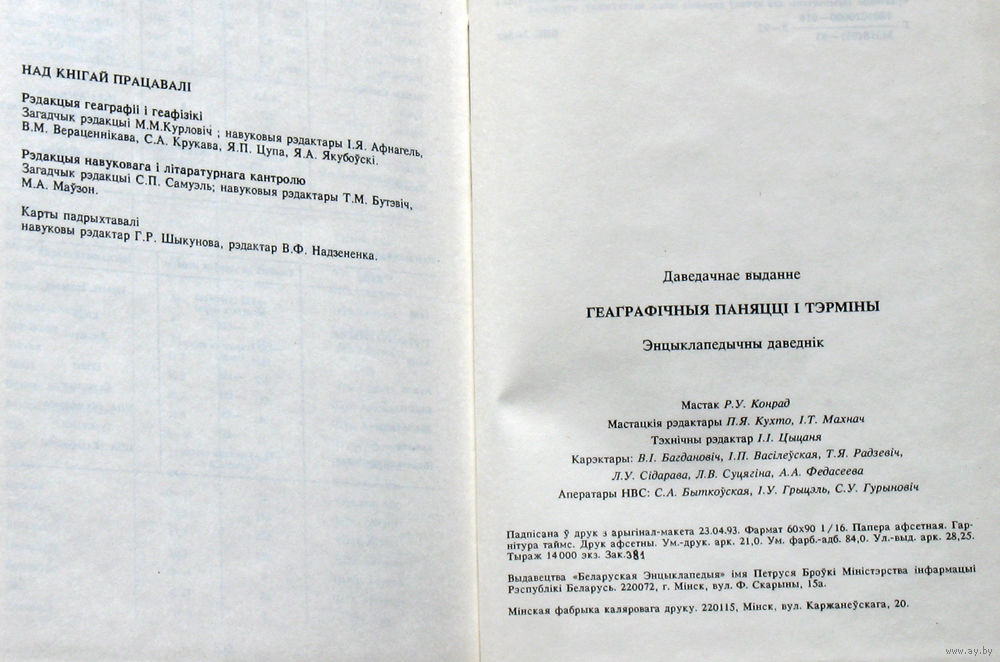 НАД КНІГАЙ ПРАЦАВАЛІ
Рэдакцыя геаграфіі і геафізікі
Загадчык рэдакцыі М.М.Курловіч ; навуковыя рэдактары І.Я. Афнагель,
В.М. Вераценнікава, С.А. Крукава, Я.П. Цупа, Я.А. Якубоўскі.
Рэдакцыя навуковага і літаратурнага кантролю
Загадчык рэдакцыі С.П. Самуэль; навуковыя рэдактары Т.М. Бутэвіч,
М.А. Маўзон.
Карты падрыхтавалі
навуковы рэдактар Г.Р. Шыкунова, рэдактар В.Ф. Надзененка.
Даведачнае выданне
ГЕАГРАФІЧНЫЯ ПАНЯЦЦІ І ТЭРМІНЫ
Энцыклапедычны даведнік
Мастак Р.У. Конрад
Мастацкія рэдактары П.Я. Кухто, І.Т. Махнач
Тэхнічны рэдактар І.І. Цыцаня
Карэктары: В.І. Багдановіч, І.П. Васілеўская, Т.Я. Радзевіч,
Л.У. Сідарава, Л.В. Суцягіна, А.А. Федасеева
Аператары НВС: С.А. Быткоўская, І.У. Грыцэль, С.У. Гурыновіч
Падпісана ў друк з арыгінал-макета 23.04.93. Фармат 60х90 1/16. Папера афсетная. Гар-
нітура таймс. Друк афсетны. Ум.-друк. арк. 21,0. Ум. фарб.-адб. 84,0. Ул.-выд. арк. 28,25.
Тыраж 14000 экз. Зак.381
Выдавецтва «Беларуская Энцыклапедыя» імя Петруся Броўкі Міністэрства інфармацыі
Рэспублікі Беларусь. 220072, г. Мінск, вул. Ф. Скарыны, 15а.
Мінская фабрыка каляровага друку. 220115, Мінск, вул. Каржанеўскага, 20.
www.ay.by